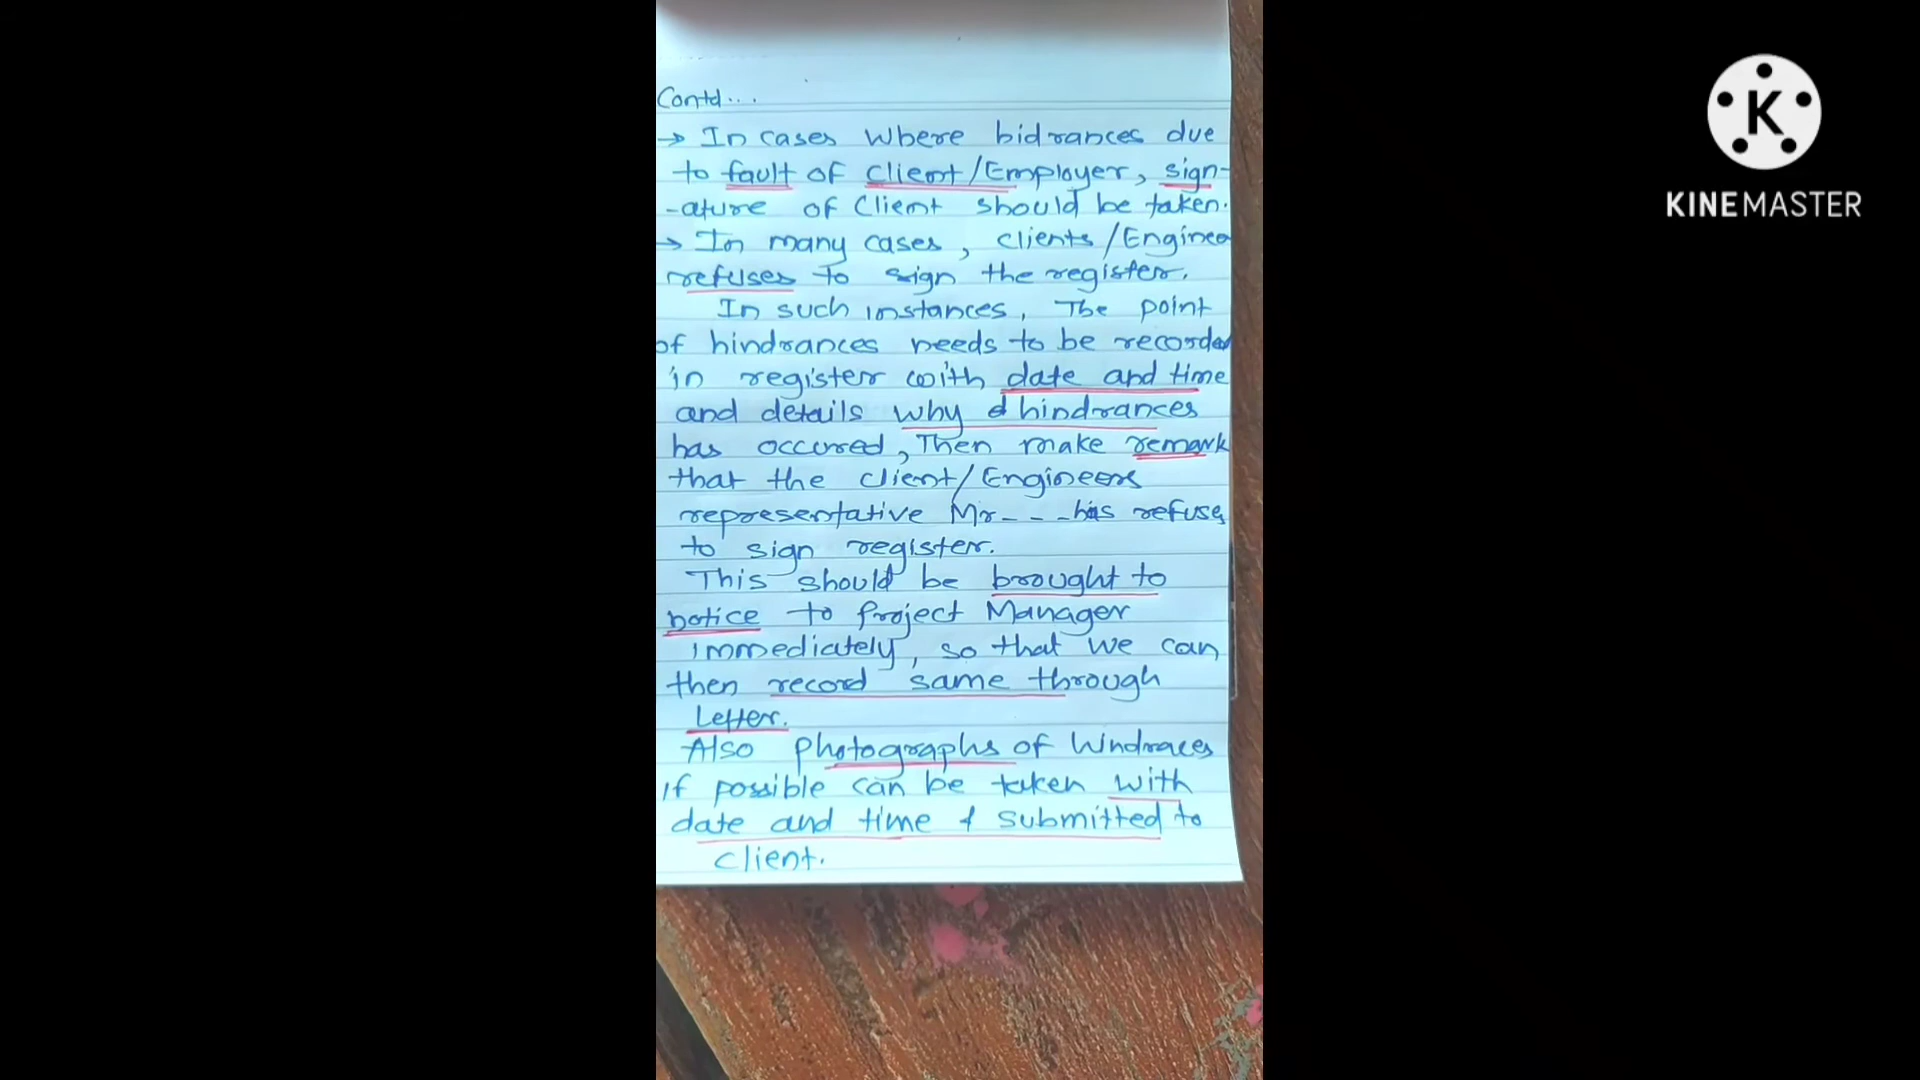 Contd...
→ In cases where hidrances due
to fault of client/Employer, sign-
-ature of client should be taken.
→ In many cases, clients/Enginee
refuses to sign the register.
In such instances, The point
of hindrances needs to be recorded
in register with date and time
and details why hindrances
has occured, Then make remark
that the client/Engineers
representative Mr--- has refuses
to sign register.
This should be brought to
notice to Project Manager
immediately, so that we can
then record same through
Letter.
Also photographs of
if possible can be taken with
date and time & submitted to
client.
K
KINEMASTER